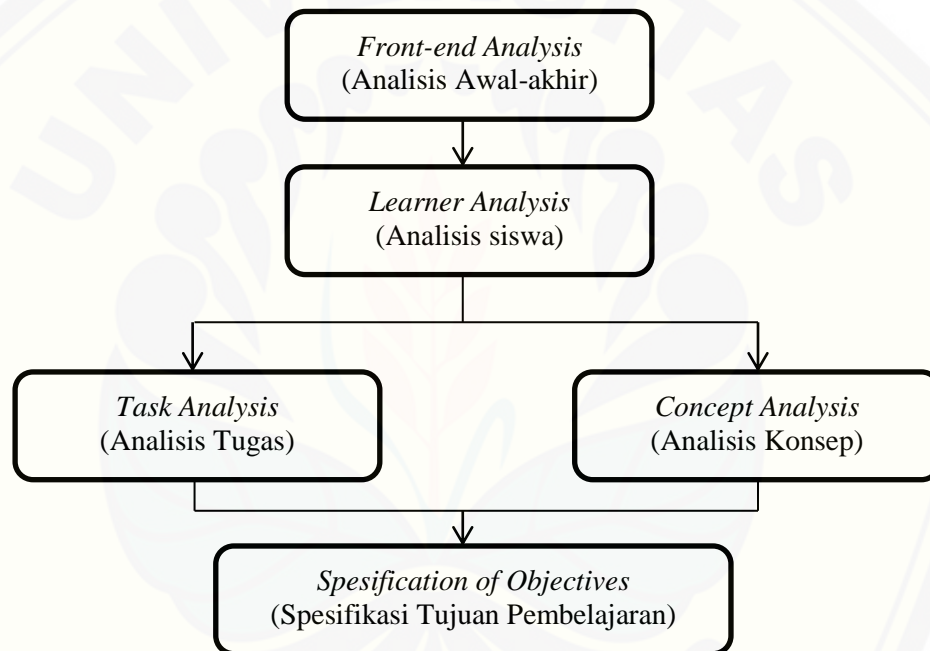 Front-end Analysis
(Analisis Awal-akhir)
Learner Analysis
(Analisis siswa)
Task Analysis
(Analisis Tugas)
Concept Analysis
(Analisis Konsep)
Spesification of Objectives
(Spesifikasi Tujuan Pembelajaran)